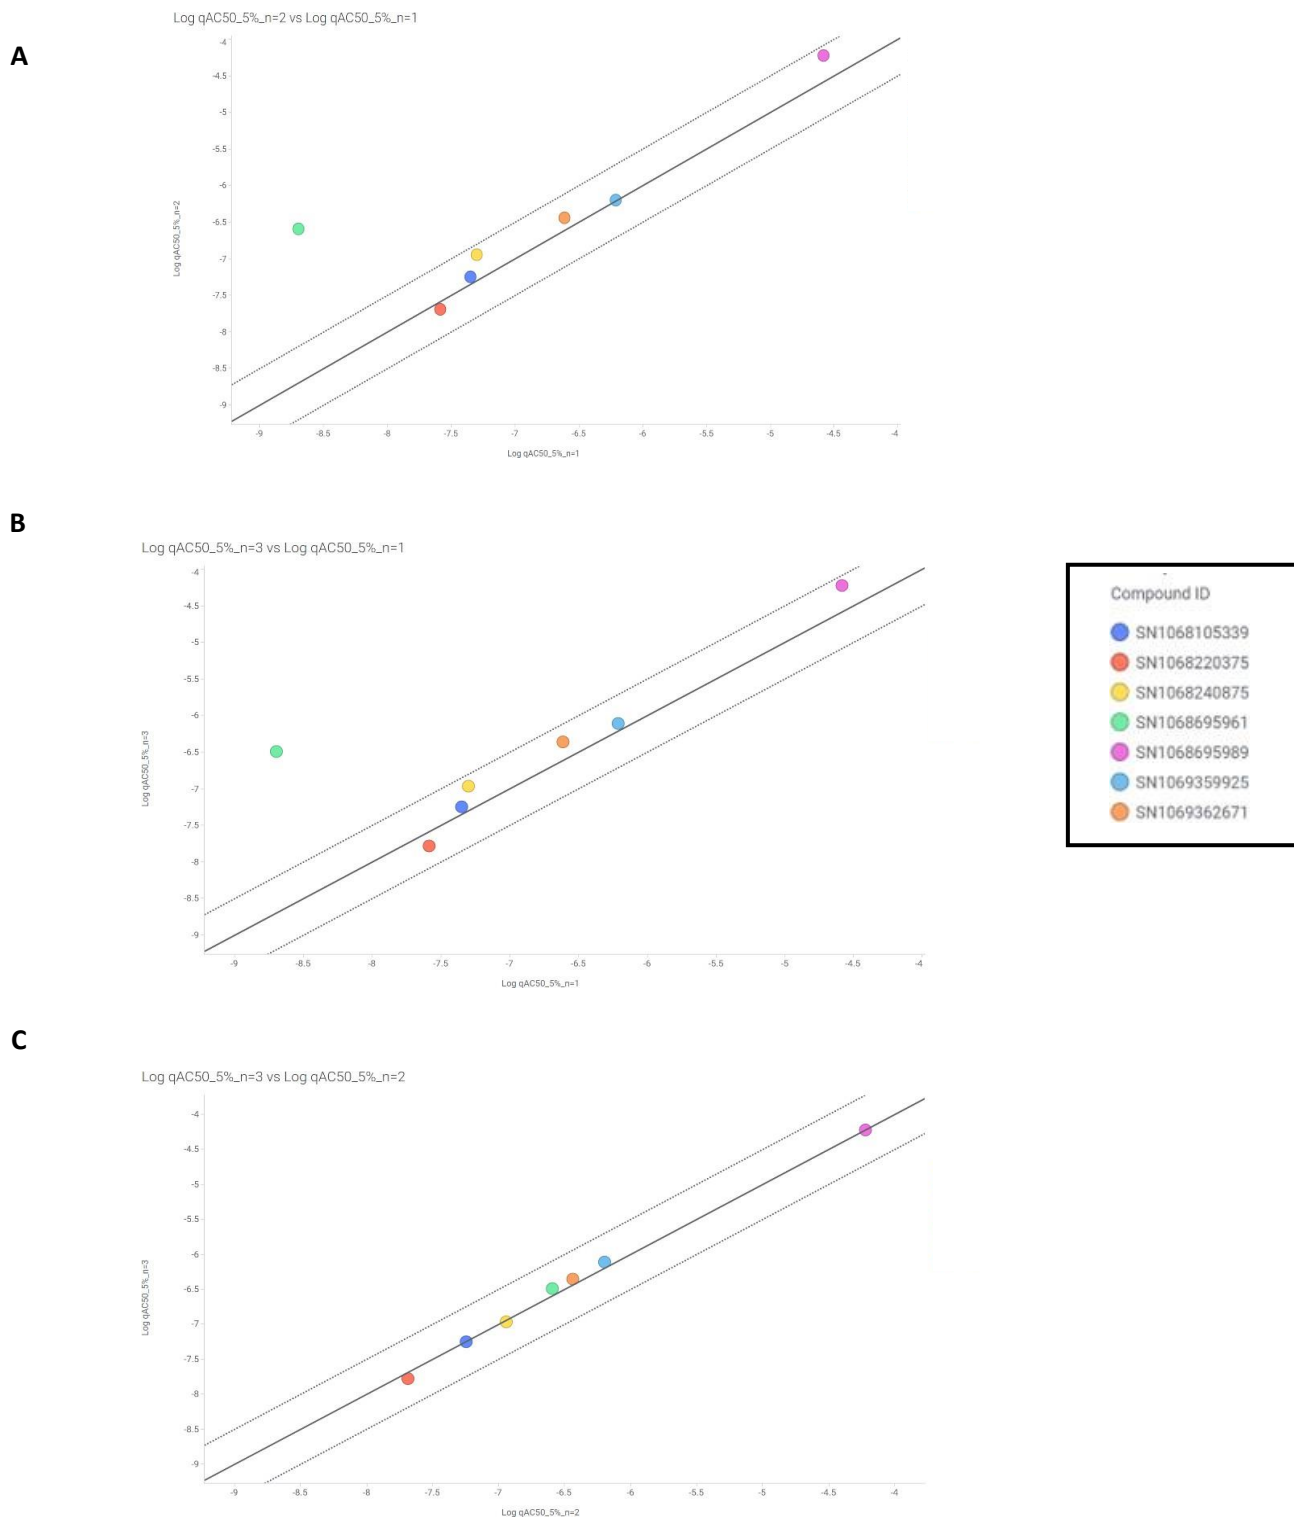 Log qAC50_5%_n=2 vs Log qAC50_5%_n=1
A
-4
-4.5
-5
-5.5
-6
-6.5
-7
-7.5
-8
-8.5
-9
Log qAC50_5%_n=2
-9 -8.5 -8 -7.5 -7 -6.5 -6 -5.5 -5 -4.5 -4
Log qAC50_5%_n=1
B
Log qAC50_5%_n=3 vs Log qAC50_5%_n=1
-4
-4.5
-5
-5.5
-6
-6.5
-7
-7.5
-8
-8.5
-9
Log qAC50_5%_n=3
-9 -8.5 -8 -7.5 -7 -6.5 -6 -5.5 -5 -4.5 -4
Log qAC50_5%_n=1
Compound ID
SN1068105339
SN1068220375
SN1068240875
SN1068695961
SN1068695989
SN1069359925
SN1069362671
C
Log qAC50_5%_n=3 vs Log qAC50_5%_n=2
-4
-4.5
-5
-5.5
-6
-6.5
-7
-7.5
-8
-8.5
-9
Log qAC50_5%_n=3
-9 -8.5 -8 -7.5 -7 -6.5 -6 -5.5 -5 -4.5 -4
Log qAC50_5%_n=2